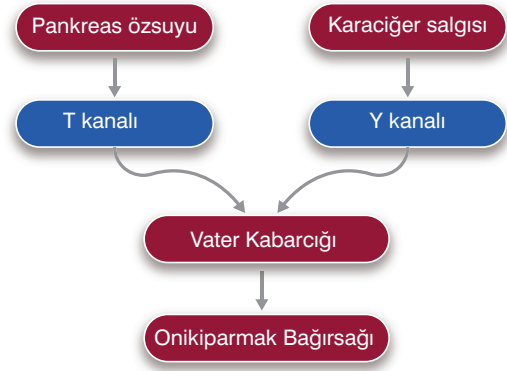 Pankreas özsuyu
Karaciğer salgısı
T kanalı
Y kanalı
Vater Kabarcığı
Onikiparmak Bağırsağı